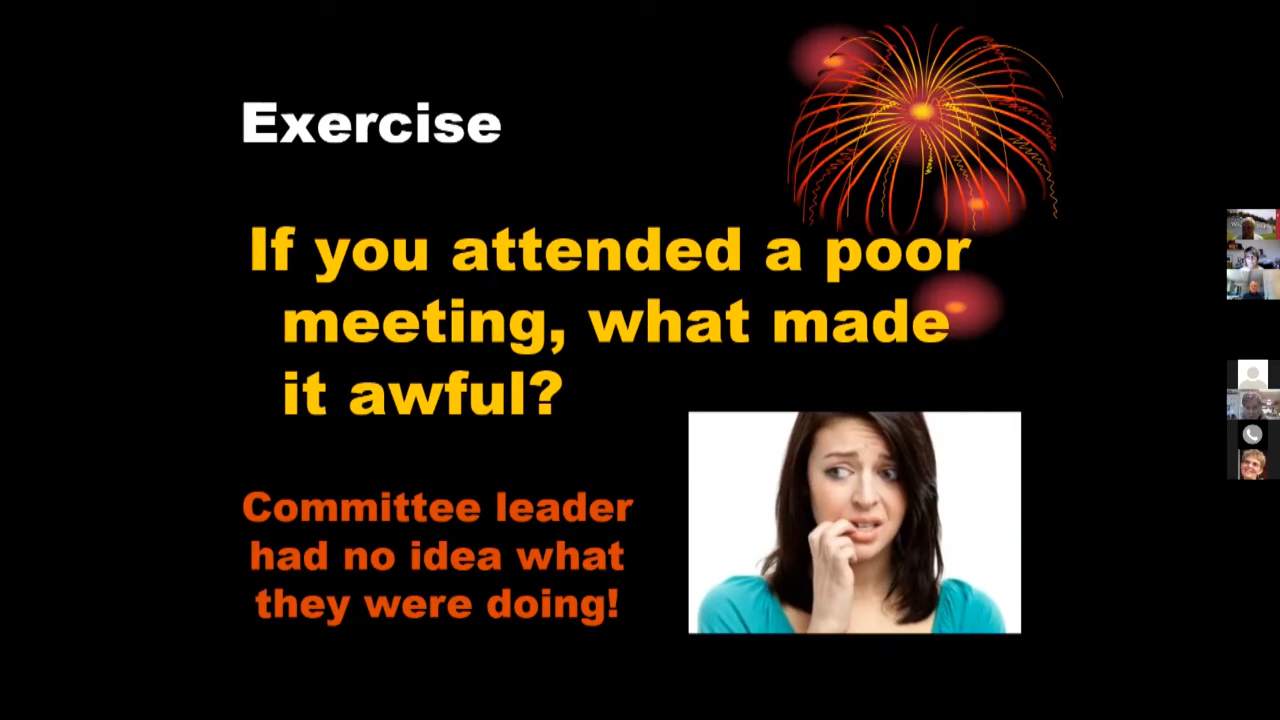 Exercise
If you attended a poor
meeting, what made
it awful?
Committee leader
had no idea what
they were doing!